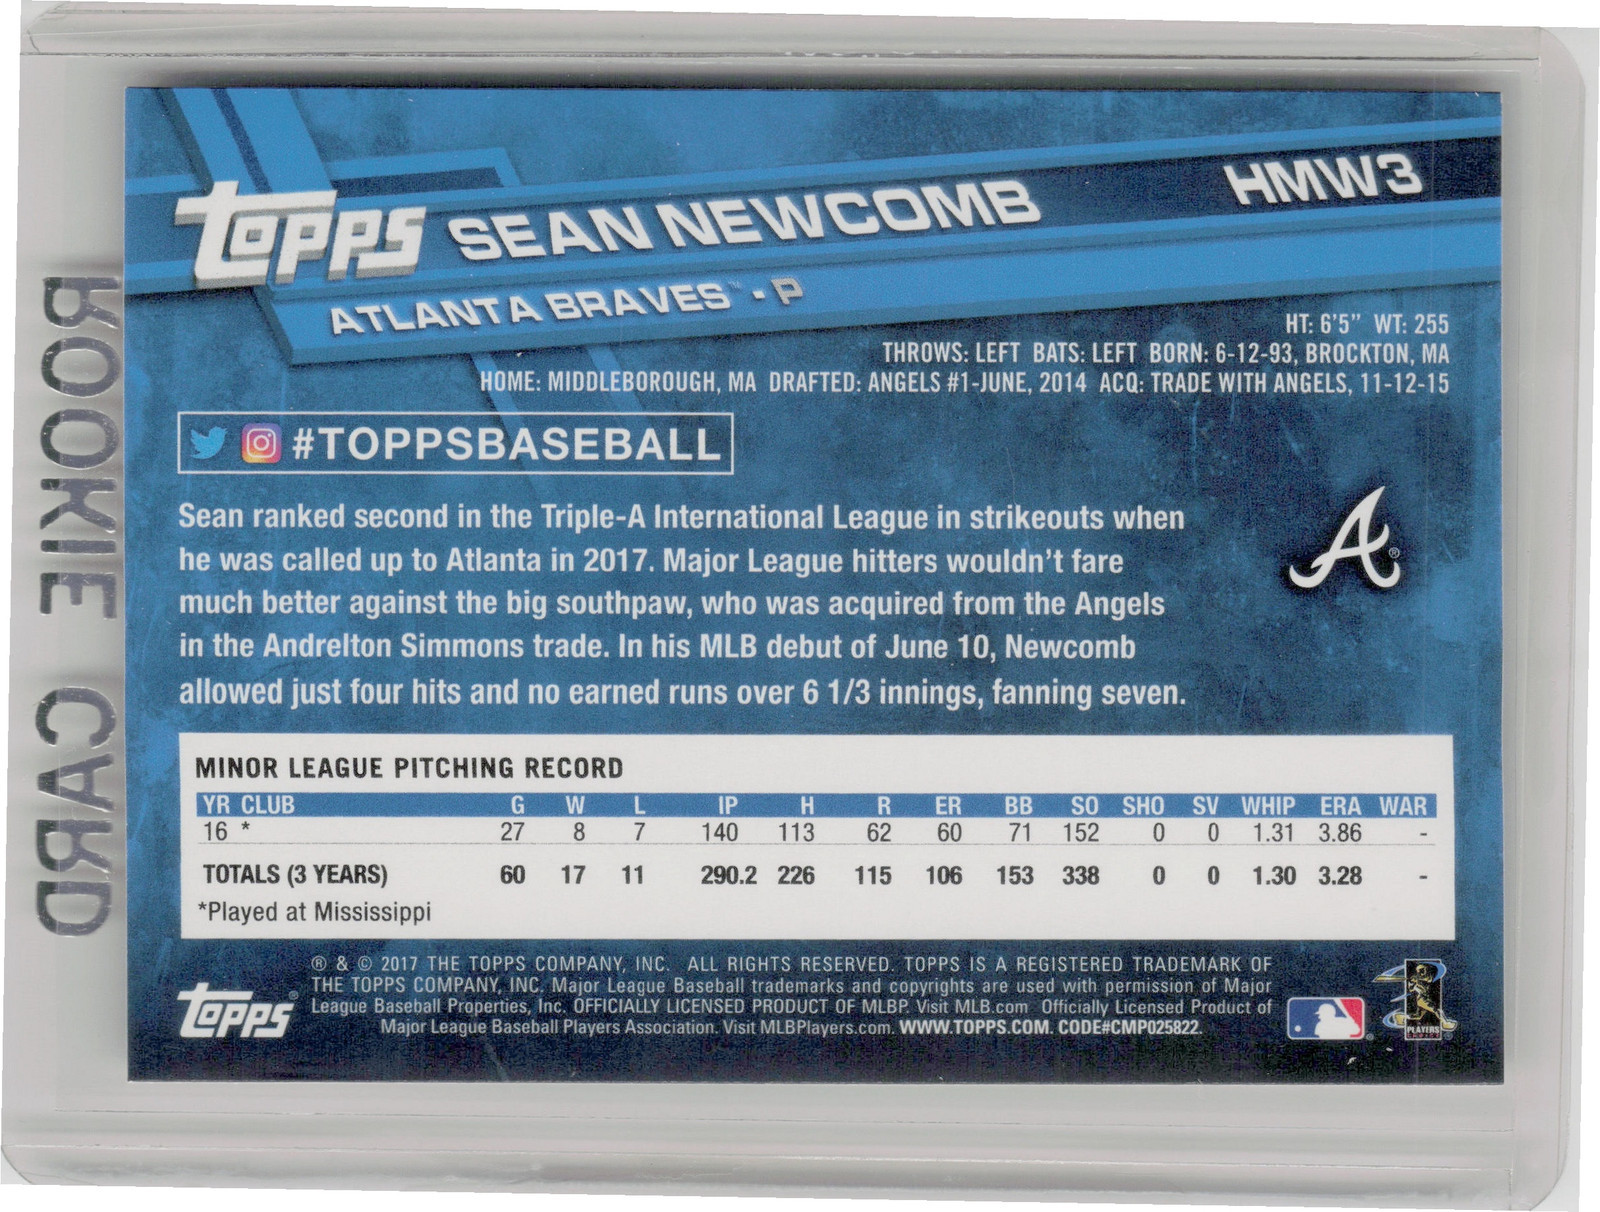 TOPPS SEAN NEWCOMB HMW3
ATLANTA BRAVES™ - P
HT: 6'5" WT: 255
THROWS: LEFT BATS: LEFT BORN: 6-12-93, BROCKTON, MA
HOME: MIDDLEBOROUGH, MA DRAFTED: ANGELS #1-JUNE, 2014 ACQ: TRADE WITH ANGELS, 11-12-15
#TOPPSBASEBALL
Sean ranked second in the Triple-A International League in strikeouts when
he was called up to Atlanta in 2017. Major League hitters wouldn't fare
much better against the big southpaw, who was acquired from the Angels
in the Andrelton Simmons trade. In his MLB debut of June 10, Newcomb
allowed just four hits and no earned runs over 6 1/3 innings, fanning seven.
A®
MINOR LEAGUE PITCHING RECORD
YR CLUB G W L IP H R ER BB SO SHO SV WHIP ERA WAR
16 * 27 8 7 140 113 62 60 71 152 0 0 1.31 3.86 -
TOTALS (3 YEARS) 60 17 11 290.2 226 115 106 153 338 0 0 1.30 3.28 -
*Played at Mississippi
® & © 2017 THE TOPPS COMPANY, INC. ALL RIGHTS RESERVED. TOPPS IS A REGISTERED TRADEMARK OF
THE TOPPS COMPANY, INC. Major League Baseball trademarks and copyrights are used with permission of Major
League Baseball Properties, Inc. OFFICIALLY LICENSED PRODUCT OF MLBP. Visit MLB.com Officially Licensed Product of
Major League Baseball Players Association. Visit MLBPlayers.com. WWW.TOPPS.COM. CODE#CMP025822.
TOPPS®
PLAYERS
ROOKIE CARD